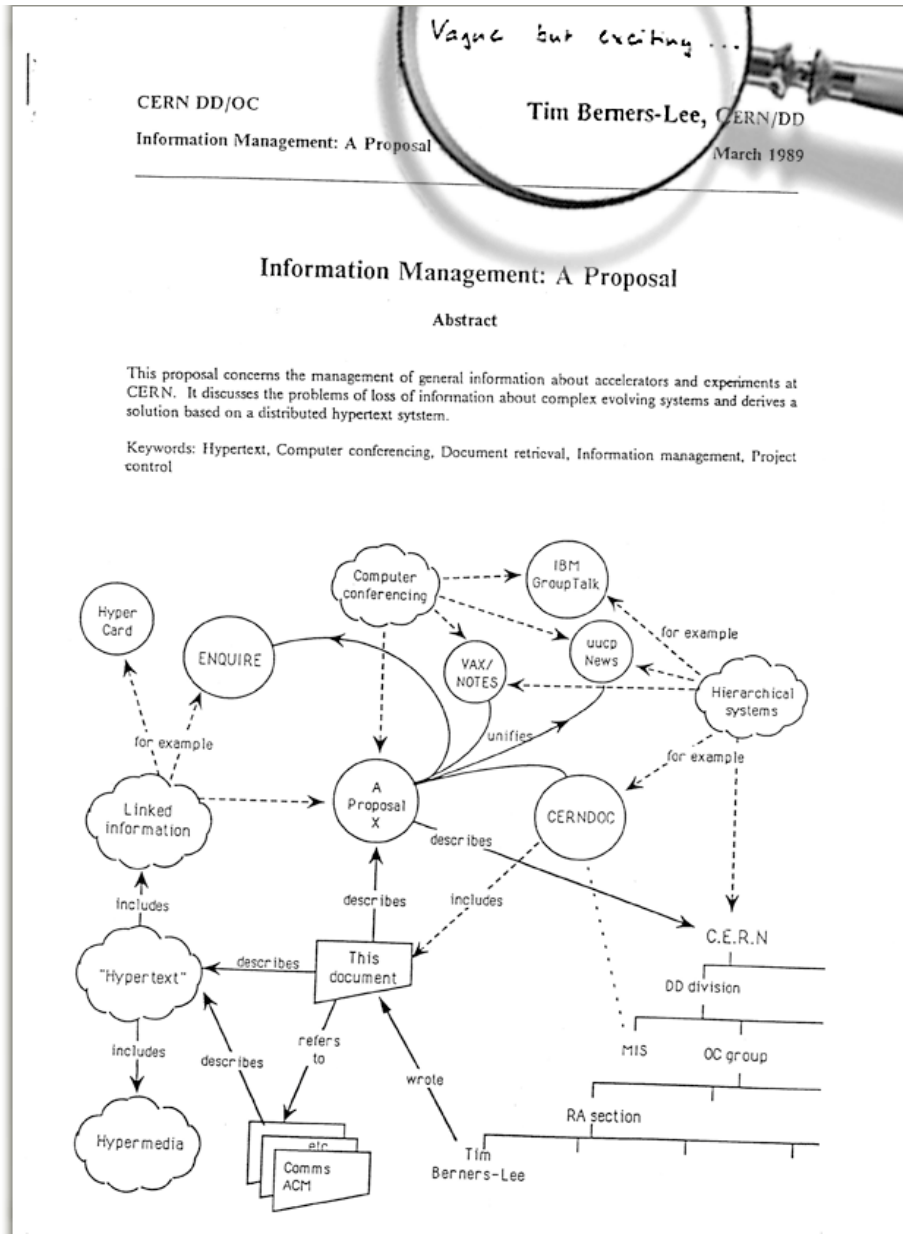 Vague but exciting ...
CERN DD/OC
Tim Berners-Lee, CERN/DD
Information Management: A Proposal
March 1989
Information Management: A Proposal
Abstract
This proposal concerns the management of general information about accelerators and experiments at
CERN. It discusses the problems of loss of information about complex evolving systems and derives a
solution based on a distributed hypertext sytstem.
Keywords: Hypertext, Computer conferencing, Document retrieval, Information management, Project
control
IBM
GroupTalk
Computer
conferencing
Hyper
Card
for example
uucp
News
ENQUIRE
VAX/
NOTES
Hierarchical
systems
unifies
for example
for example
A
Proposal
X
Linked
information
CERNDOC
describes
includes
describes
includes
C.E.R.N
This
document
describes
"Hypertext"
DD division
refers
to
includes
describes
MIS
OC group
wrote
RA section
Hypermedia
etc
Tim
Berners-Lee
Comms
ACM